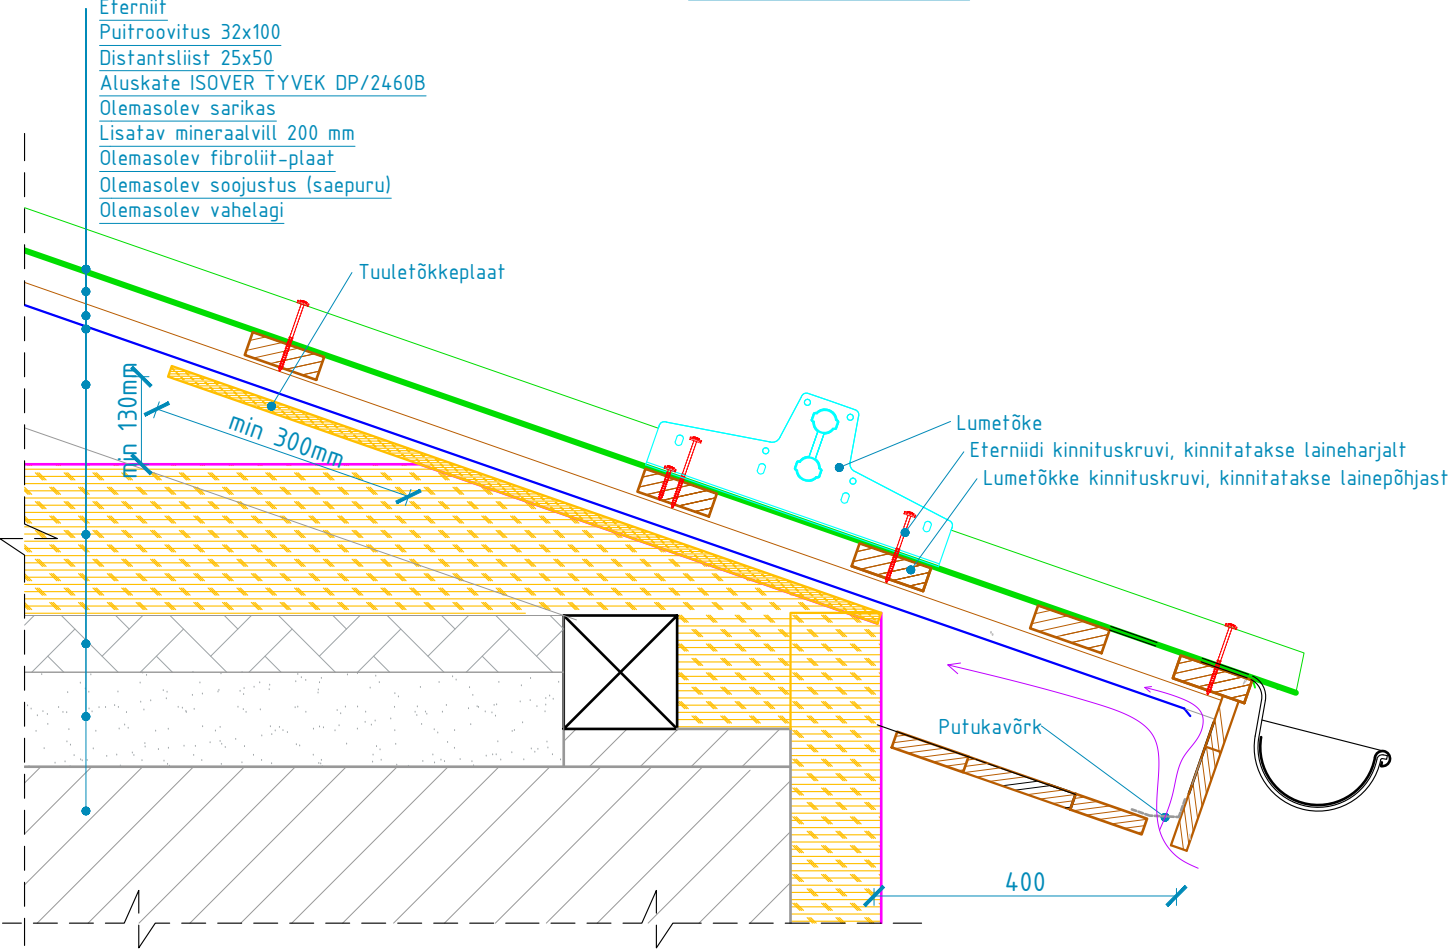 Eterniit
Puitroovitus 32x100
Distantsliist 25x50
Aluskate ISOVER TYVEK DP/2460B
Olemasolev sarikas
Lisatav mineraalvill 200 mm
Olemasolev fibroliit-plaat
Olemasolev soojustus (saepuru)
Olemasolev vahelagi
Tuuletõkkeplaat
min 130mm
min 300mm
Lumetõke
Eterniidi kinnituskruvi, kinnitatakse laineharjalt
Lumetõkke kinnituskruvi, kinnitatakse lainepõhjast
Putukavõrk
400